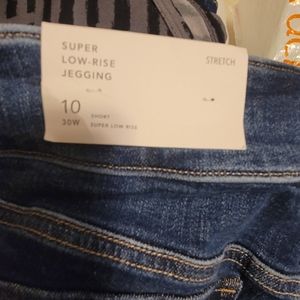 SUPER
LOW-RISE
JEGGING
STRETCH
10
SHORT
30W
SUPER LOW RISE